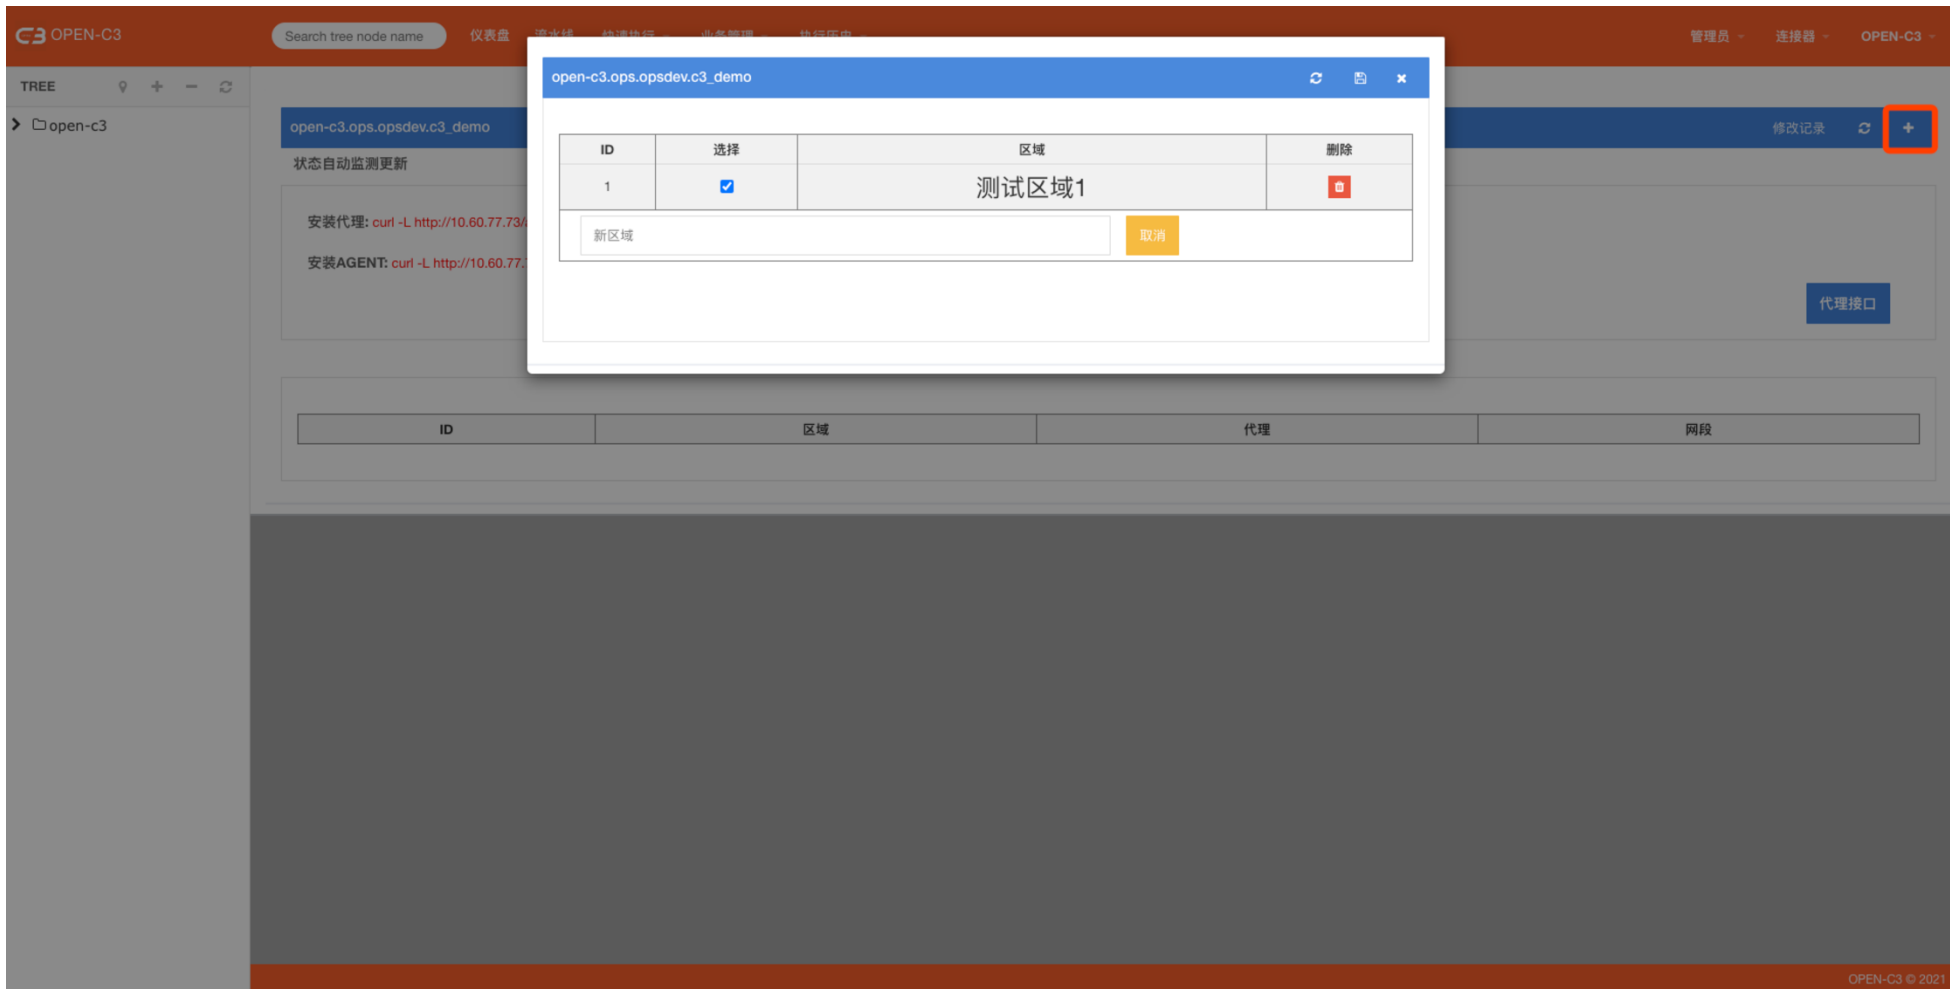 OPEN-C3
Search tree node name
仪表盘
管理员
连接器
OPEN-C3
TREE
open-c3
open-c3.ops.opsdev.c3_demo
ID 选择 区域 删除
1 测试区域1
新区域 取消
open-c3.ops.opsdev.c3_demo
修改记录
状态自动监测更新
安装代理: curl -L http://10.60.77.73/
安装AGENT: curl -L http://10.60.77.
代理接口
ID 区域 代理 网段
OPEN-C3 © 2021